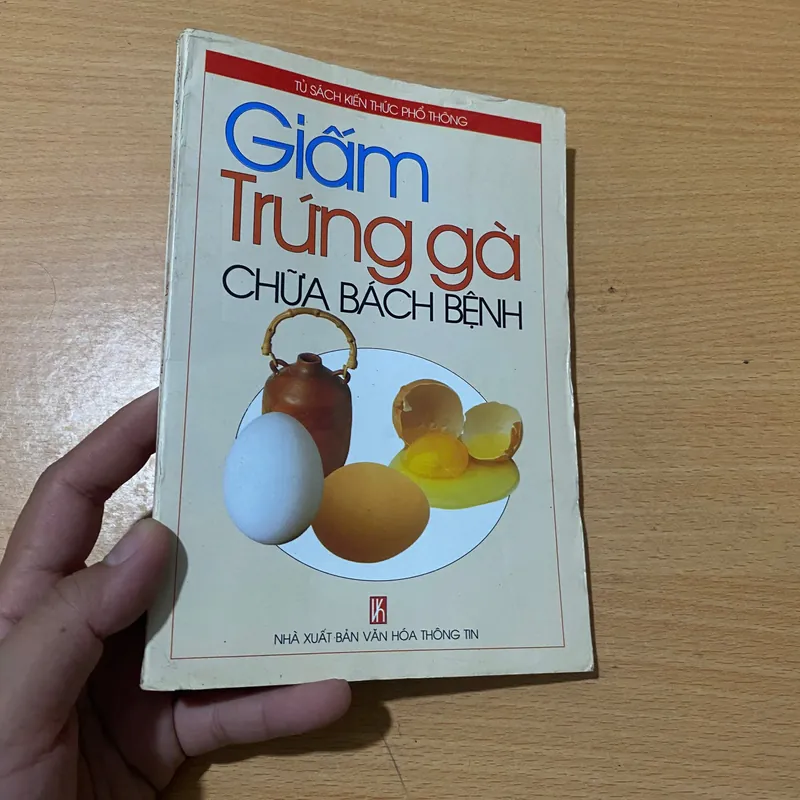 TỦ SÁCH KIẾN THỨC PHỔ THÔNG
Giấm
Trứng gà
CHỮA BÁCH BỆNH
NHÀ XUẤT BẢN VĂN HÓA THÔNG TIN